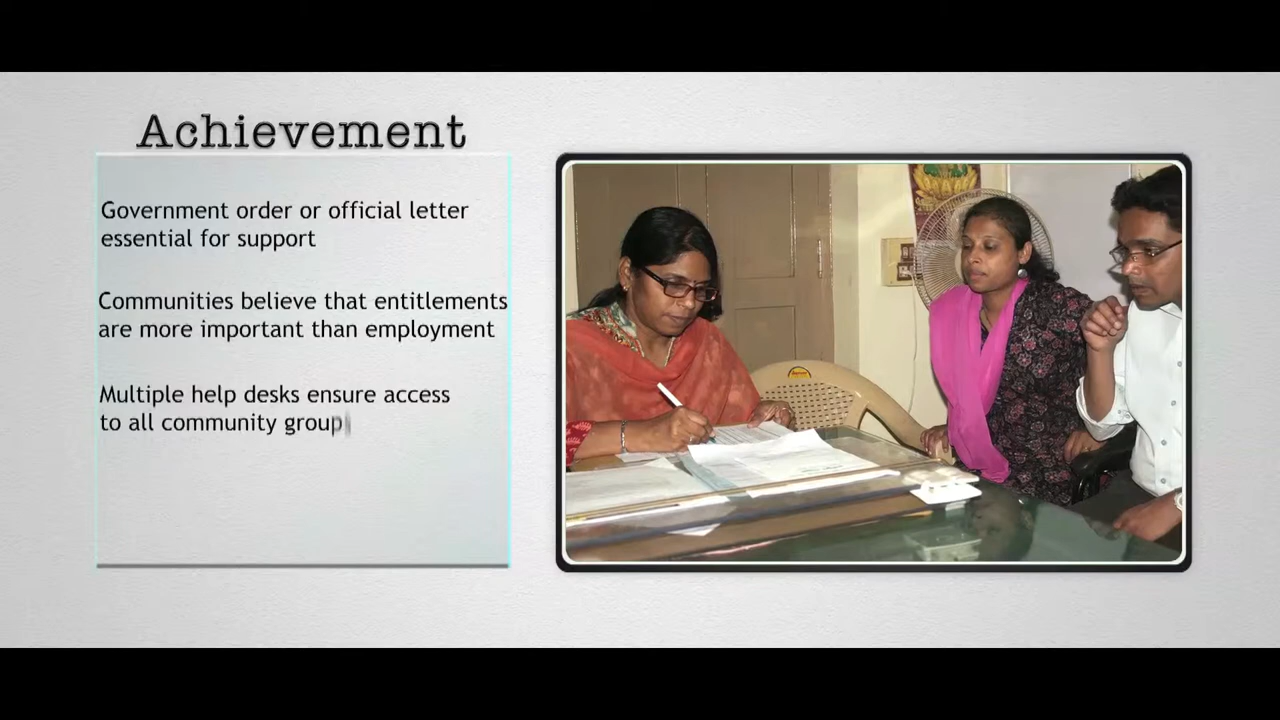 Achievement
Government order or official letter
essential for support
Communities believe that entitlements
are more important than employment
Multiple help desks ensure access
to all community group